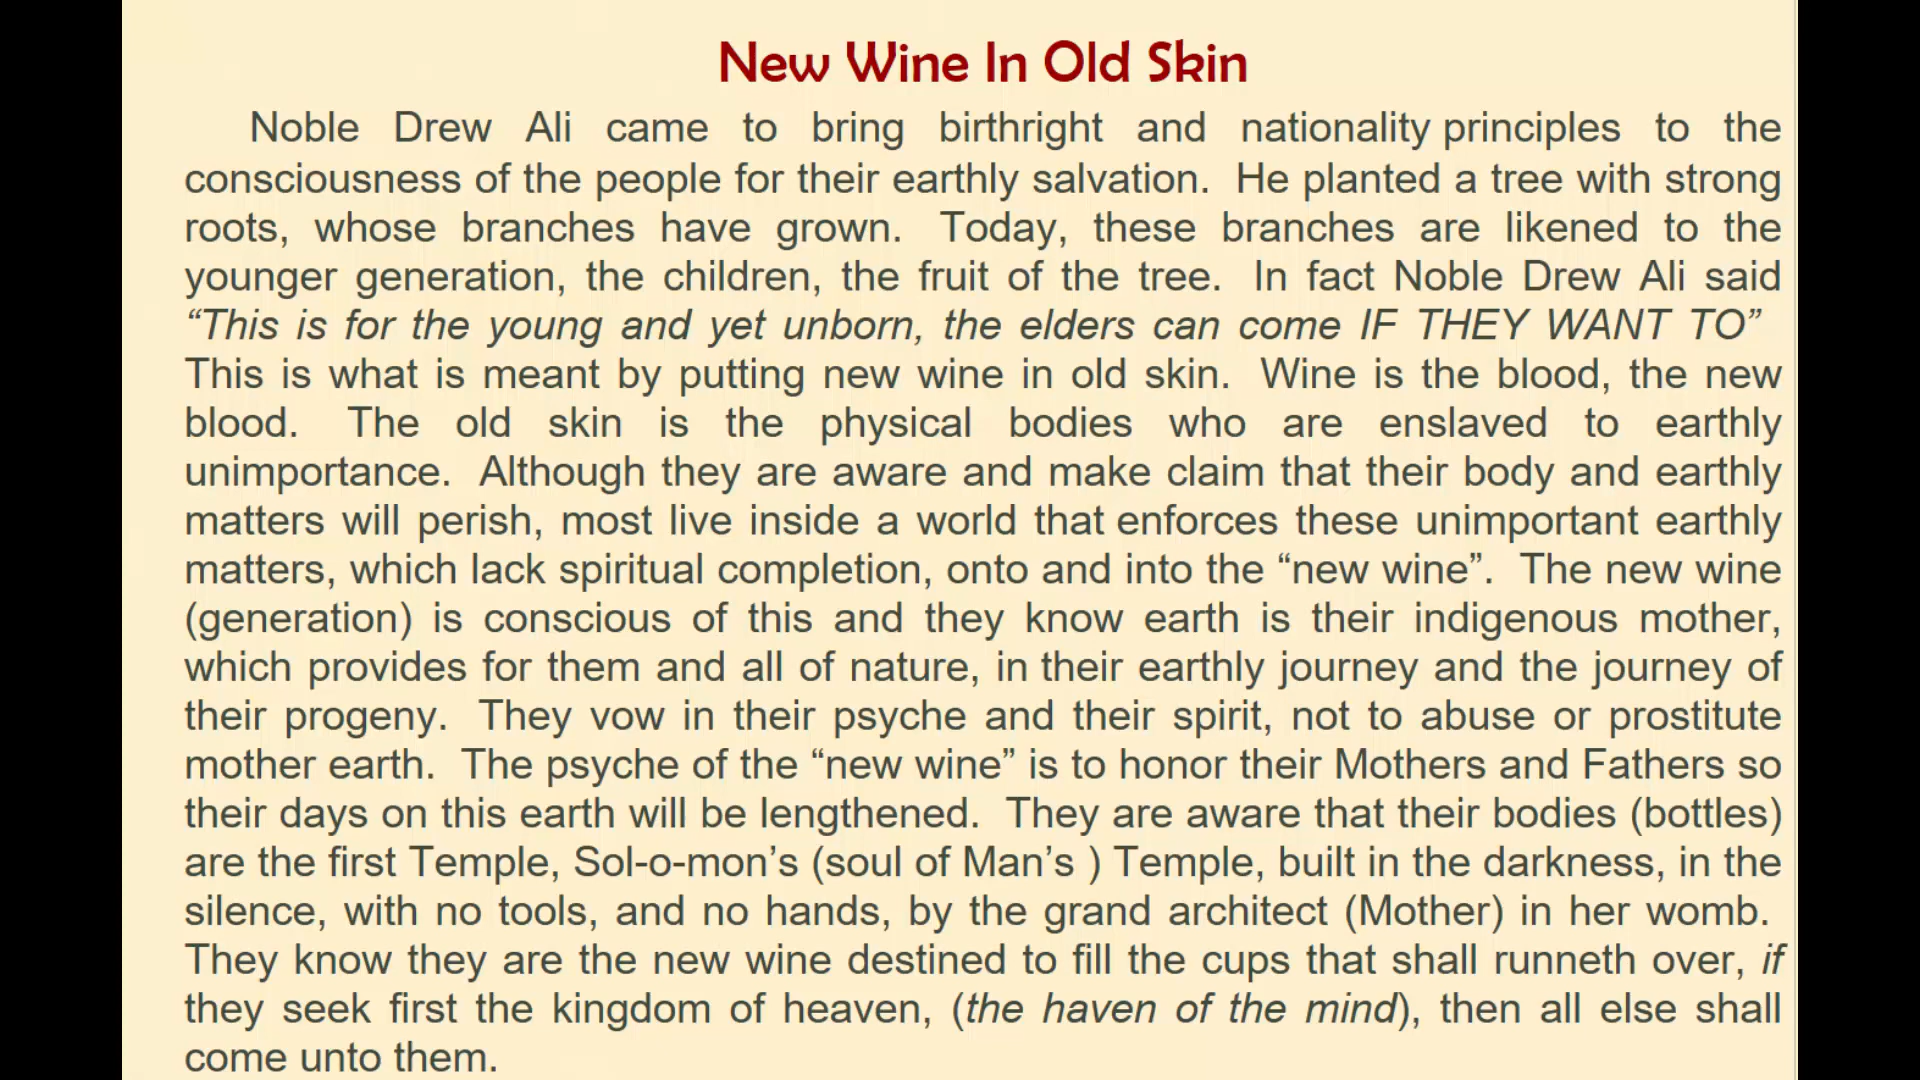 New Wine In Old Skin
Noble Drew Ali came to bring birthright and nationality principles to the
consciousness of the people for their earthly salvation. He planted a tree with strong
roots, whose branches have grown. Today, these branches are likened to the
younger generation, the children, the fruit of the tree. In fact Noble Drew Ali said
“This is for the young and yet unborn, the elders can come IF THEY WANT TO”
This is what is meant by putting new wine in old skin. Wine is the blood, the new
blood. The old skin is the physical bodies who are enslaved to earthly
unimportance. Although they are aware and make claim that their body and earthly
matters will perish, most live inside a world that enforces these unimportant earthly
matters, which lack spiritual completion, onto and into the “new wine”. The new wine
(generation) is conscious of this and they know earth is their indigenous mother,
which provides for them and all of nature, in their earthly journey and the journey of
their progeny. They vow in their psyche and their spirit, not to abuse or prostitute
mother earth. The psyche of the “new wine” is to honor their Mothers and Fathers so
their days on this earth will be lengthened. They are aware that their bodies (bottles)
are the first Temple, Sol-o-mon’s (soul of Man’s ) Temple, built in the darkness, in the
silence, with no tools, and no hands, by the grand architect (Mother) in her womb.
They know they are the new wine destined to fill the cups that shall runneth over, if
they seek first the kingdom of heaven, (the haven of the mind), then all else shall
come unto them.